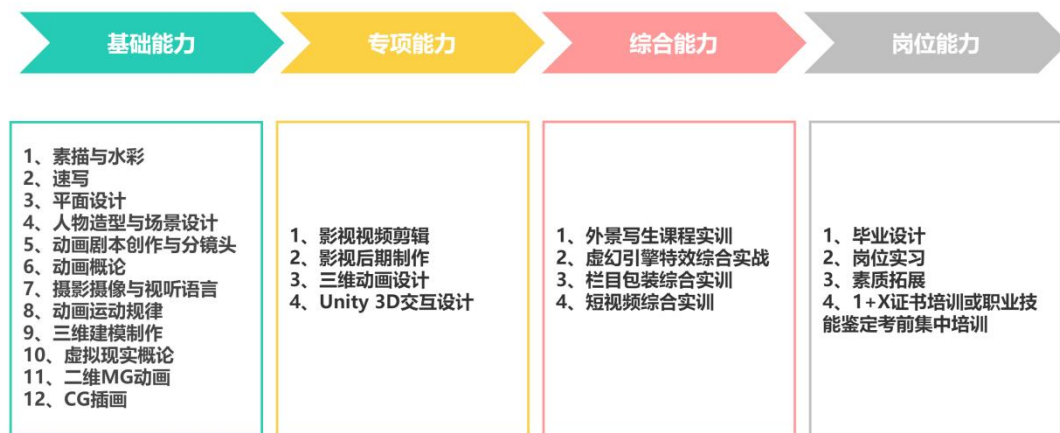 基础能力
专项能力
综合能力
岗位能力
1、素描与水彩
2、速写
3、平面设计
4、人物造型与场景设计
5、动画剧本创作与分镜头
6、动画概论
7、摄影摄像与视听语言
8、动画运动规律
9、三维建模制作
10、虚拟现实概论
11、二维MG动画
12、CG插画
1、影视视频剪辑
2、影视后期制作
3、三维动画设计
4、Unity 3D交互设计
1、外景写生课程实训
2、虚幻引擎特效综合实战
3、栏目包装综合实训
4、短视频综合实训
1、毕业设计
2、岗位实习
3、素质拓展
4、1+X证书培训或职业技
能鉴定考前集中培训